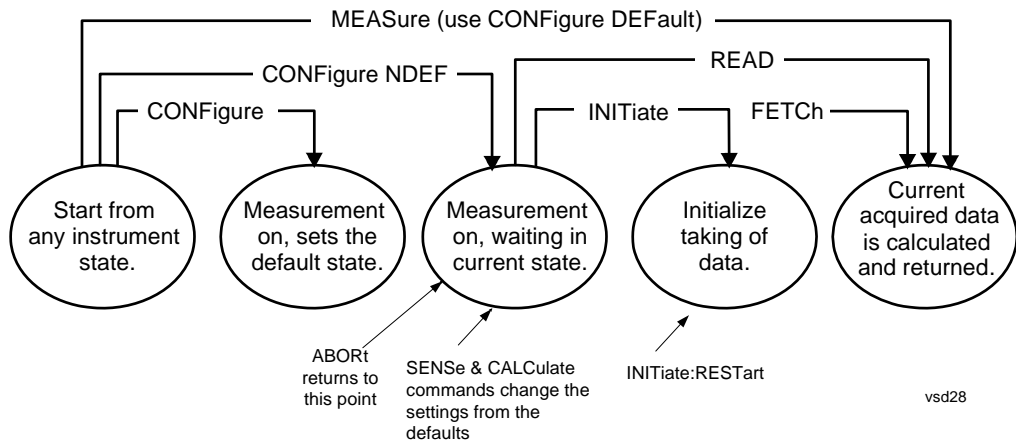 MEASure (use CONFigure DEFault)
CONFigure NDEF
READ
CONFigure
INITiate
FETCh
Start from
any instrument
state.
Measurement
on, sets the
default state.
Measurement
on, waiting in
current state.
Initialize
taking of
data.
Current
acquired data
is calculated
and returned.
ABORt
returns to
this point
SENSe & CALCulate
commands change the
settings from the
defaults
INITiate:RESTart
vsd28